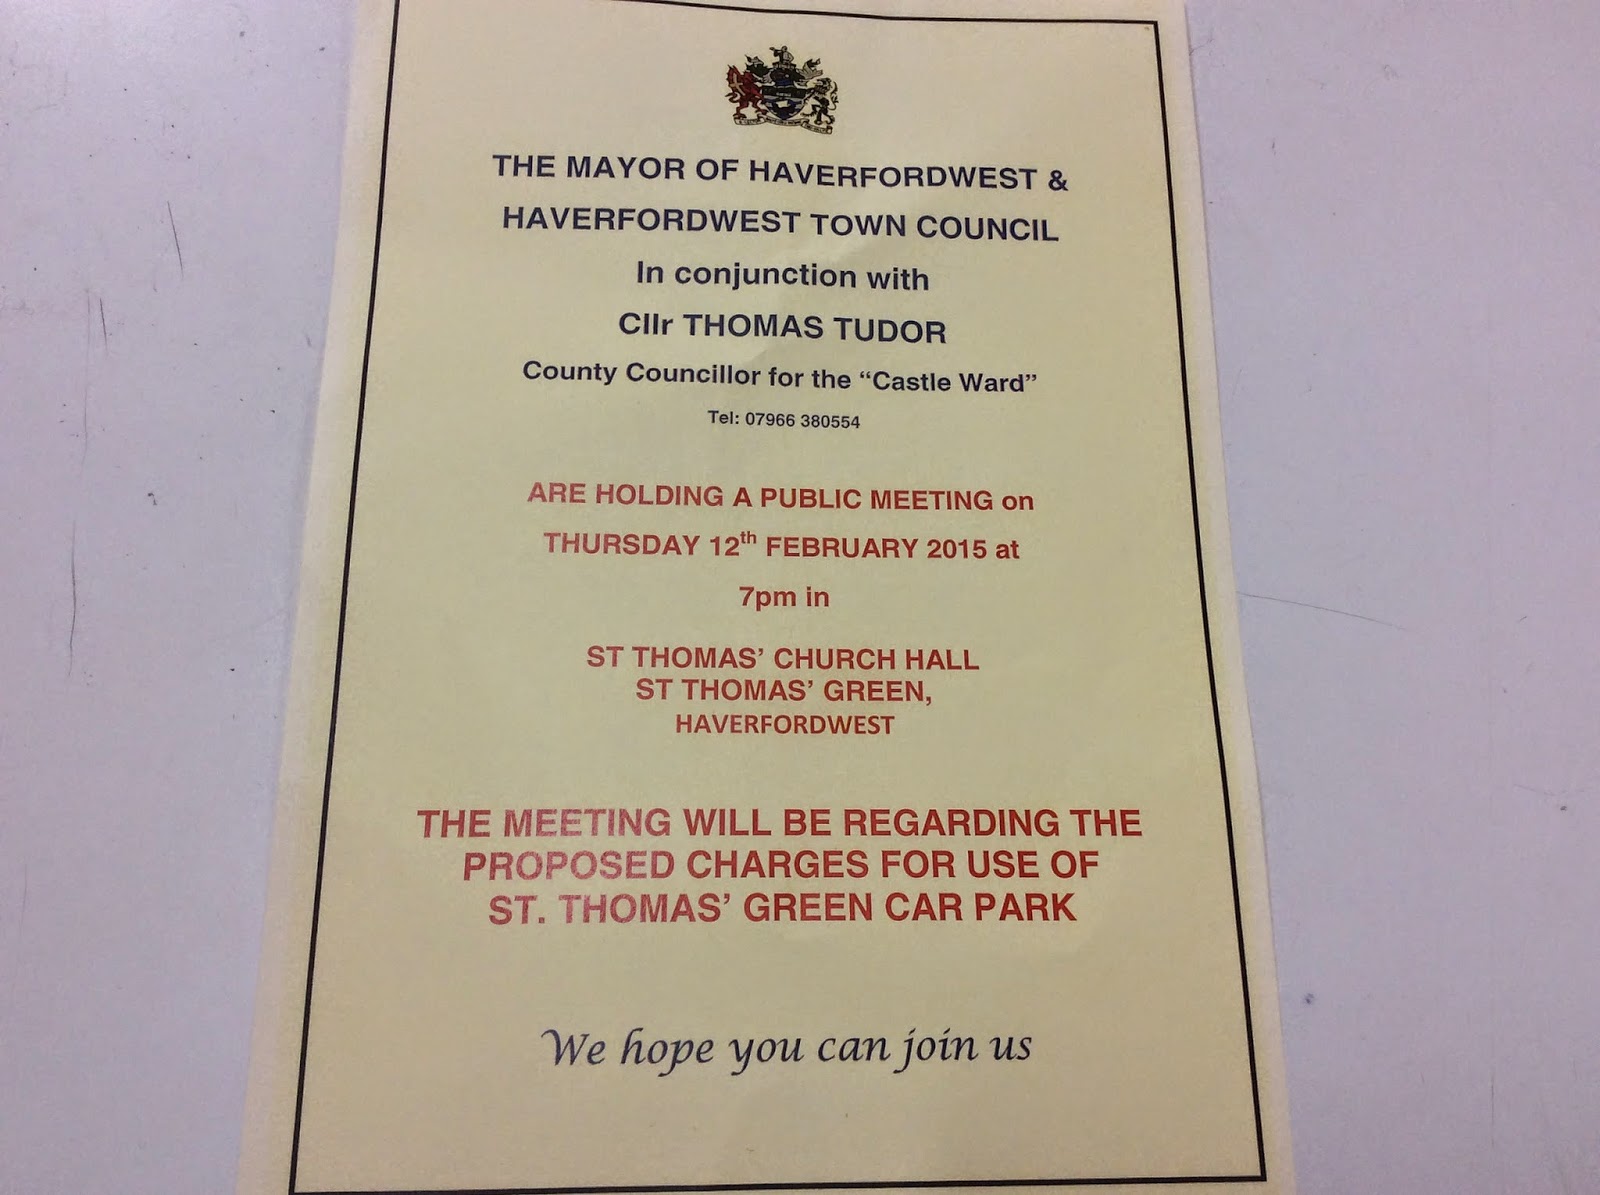 THE MAYOR OF HAVERFORDWEST &
HAVERFORDWEST TOWN COUNCIL
In conjunction with
Cllr THOMAS TUDOR
County Councillor for the “Castle Ward”
Tel: 07966 380554
ARE HOLDING A PUBLIC MEETING on
THURSDAY 12th FEBRUARY 2015 at
7pm in
ST THOMAS’ CHURCH HALL
ST THOMAS’ GREEN,
HAVERFORDWEST
THE MEETING WILL BE REGARDING THE
PROPOSED CHARGES FOR USE OF
ST. THOMAS’ GREEN CAR PARK
We hope you can join us